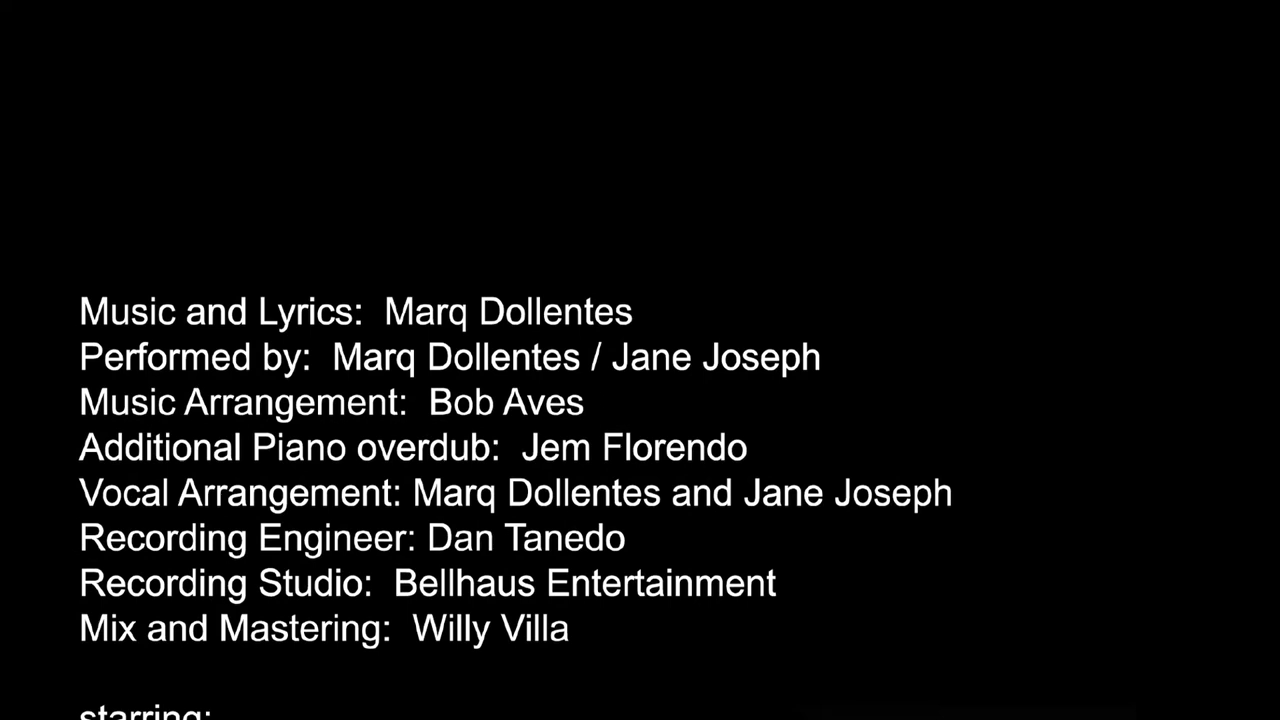 Music and Lyrics:  Marq Dollentes
Performed by:  Marq Dollentes / Jane Joseph
Music Arrangement:  Bob Aves
Additional Piano overdub:  Jem Florendo
Vocal Arrangement: Marq Dollentes and Jane Joseph
Recording Engineer: Dan Tanedo
Recording Studio:  Bellhaus Entertainment
Mix and Mastering:  Willy Villa
starring: